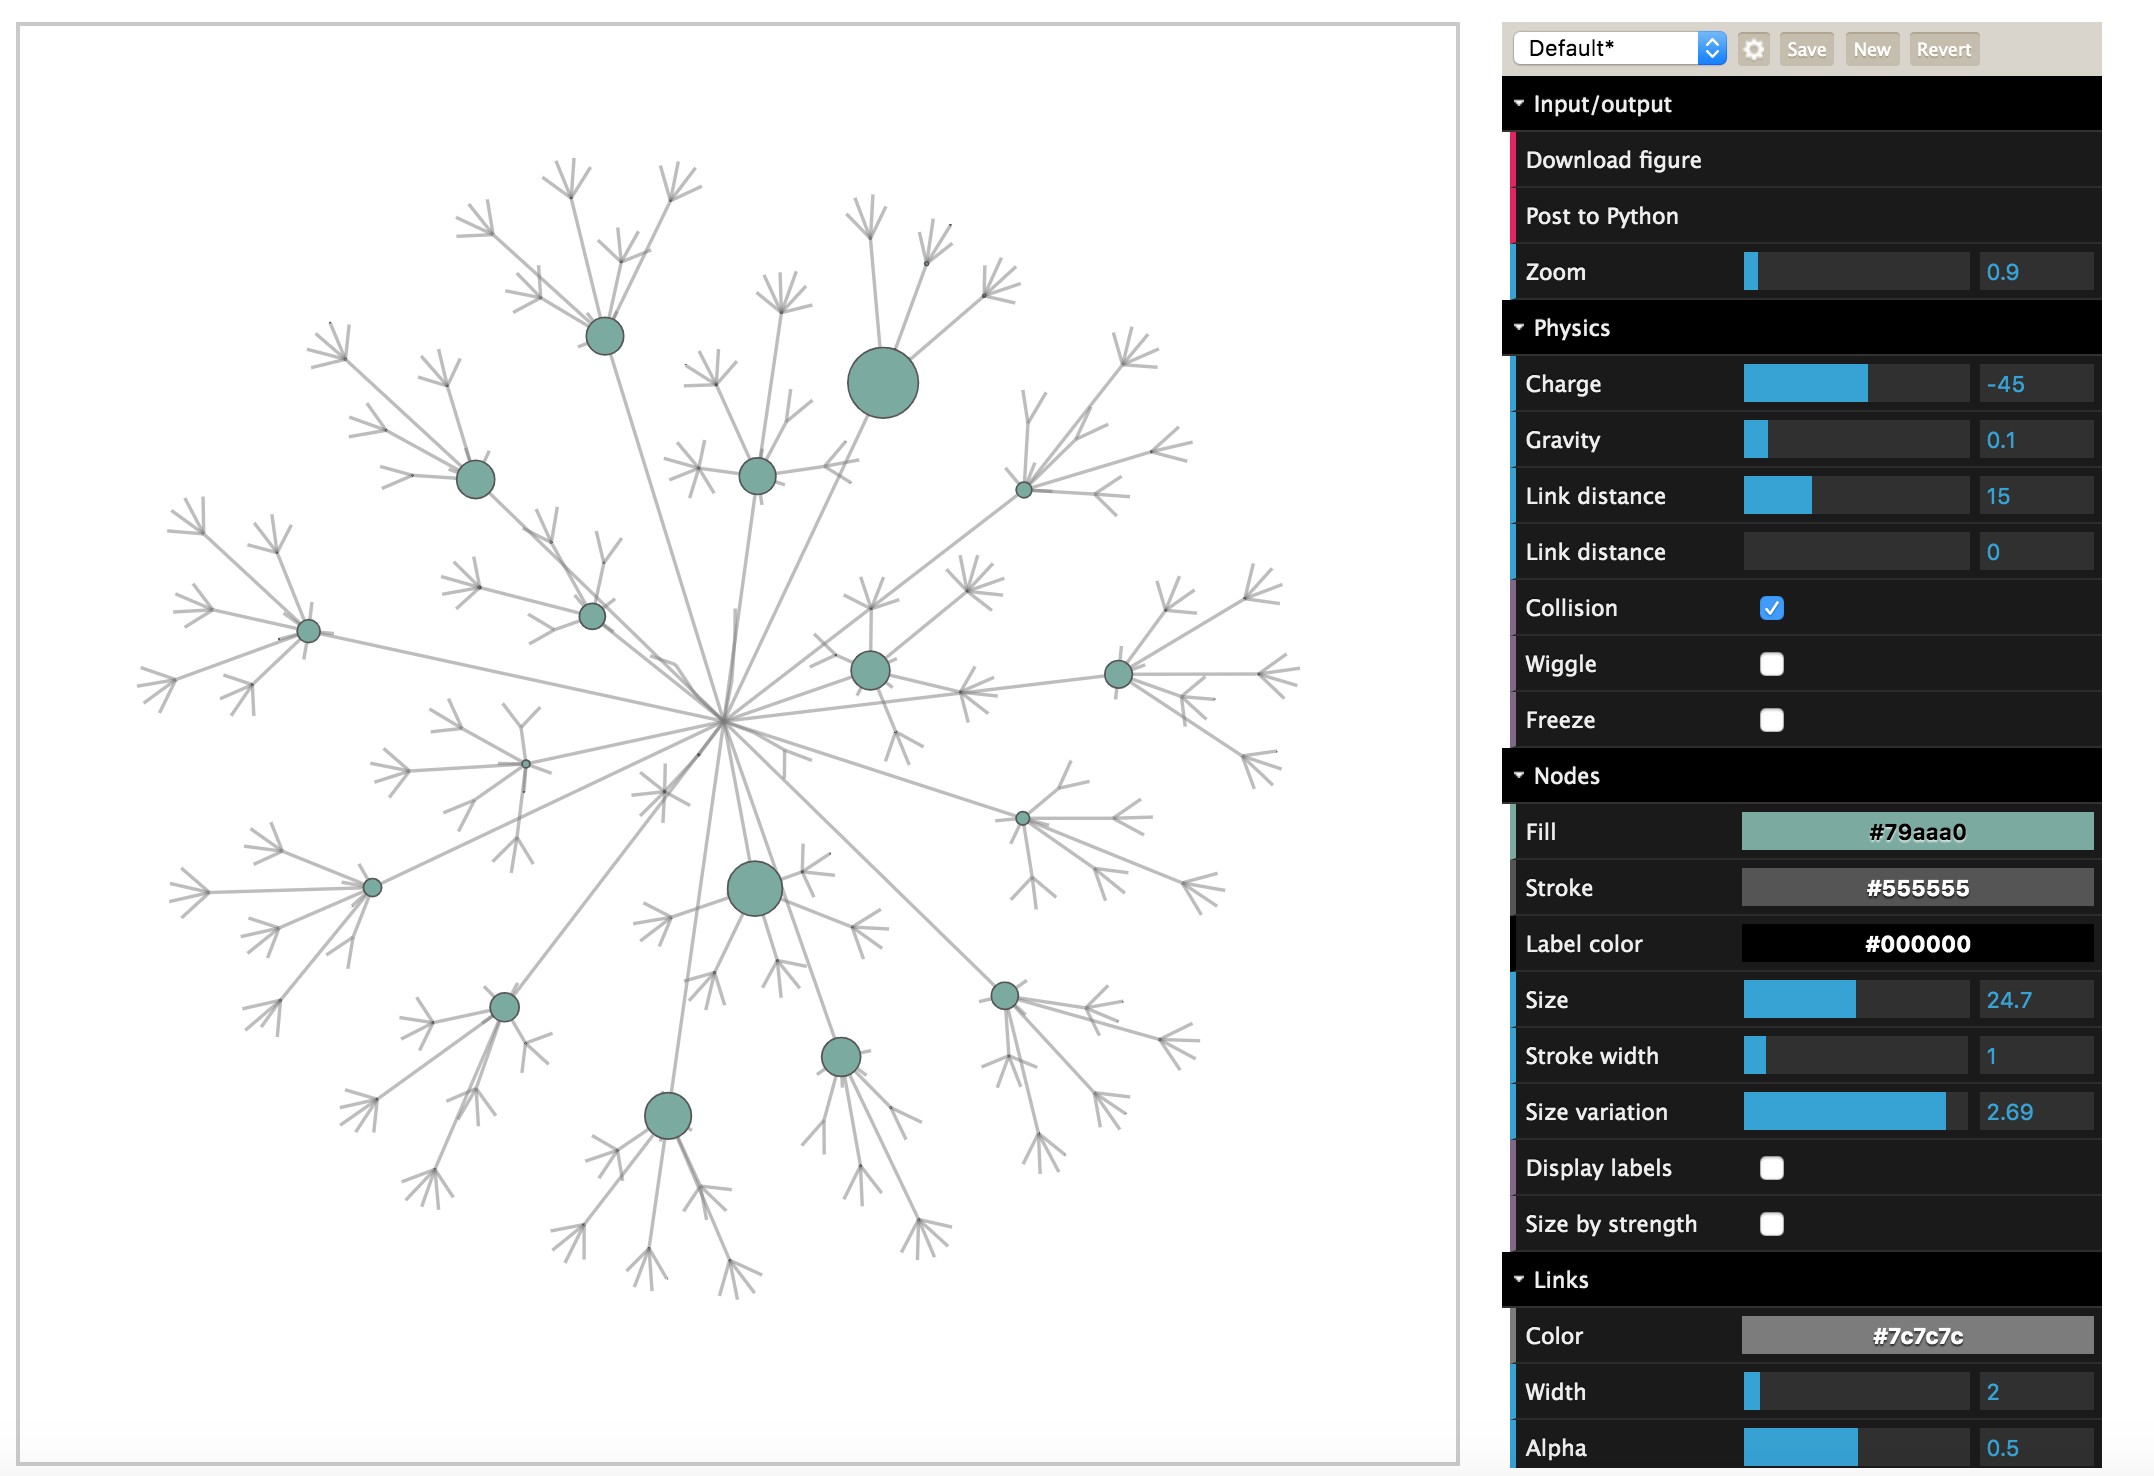 Default*
Save
New
Revert
Input/output
Download figure
Post to Python
Zoom 0.9
Physics
Charge -45
Gravity 0.1
Link distance 15
Link distance 0
Collision
Wiggle
Freeze
Nodes
Fill #79aaa0
Stroke #555555
Label color #000000
Size 24.7
Stroke width 1
Size variation 2.69
Display labels
Size by strength
Links
Color #7c7c7c
Width 2
Alpha 0.5